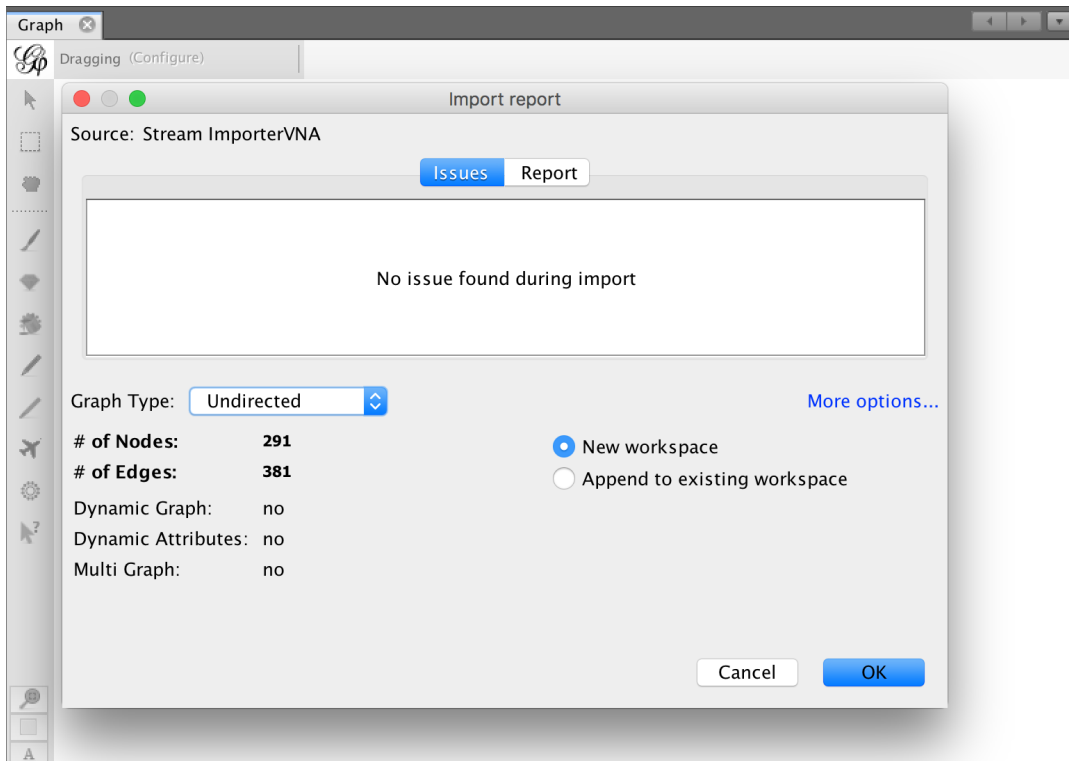 Graph
Dragging (Configure)
Import report
Source: Stream ImporterVNA
Issues Report
No issue found during import
Graph Type: Undirected More options...
# of Nodes: 291
New workspace
# of Edges: 381
Append to existing workspace
Dynamic Graph: no
Dynamic Attributes: no
Multi Graph: no
Cancel OK
?
A